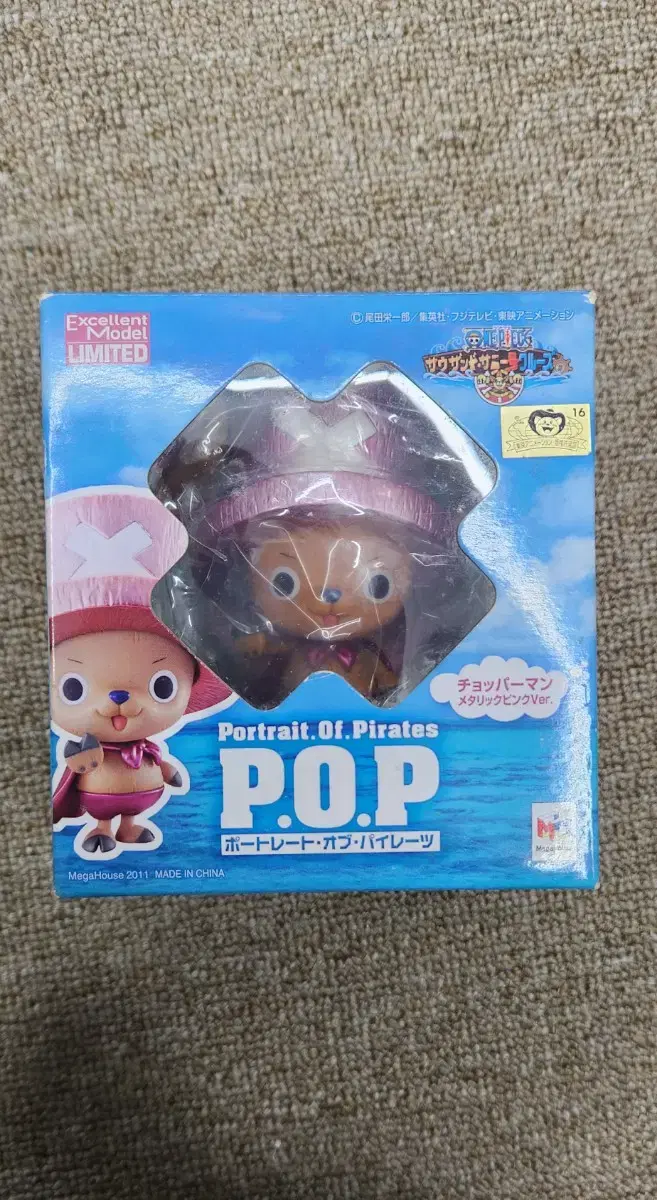 Excellent
Model
LIMITED
©尾田栄一郎/集英社・フジテレビ・東映アニメーション
ONE PIECE
サウザンド・サニー号クルーズ
16
チョッパーマン
メタリックピンクVer.
Portrait.Of.Pirates
P.O.P
ポートレート・オブ・パイレーツ
MegaHouse
MegaHouse 2011 MADE IN CHINA